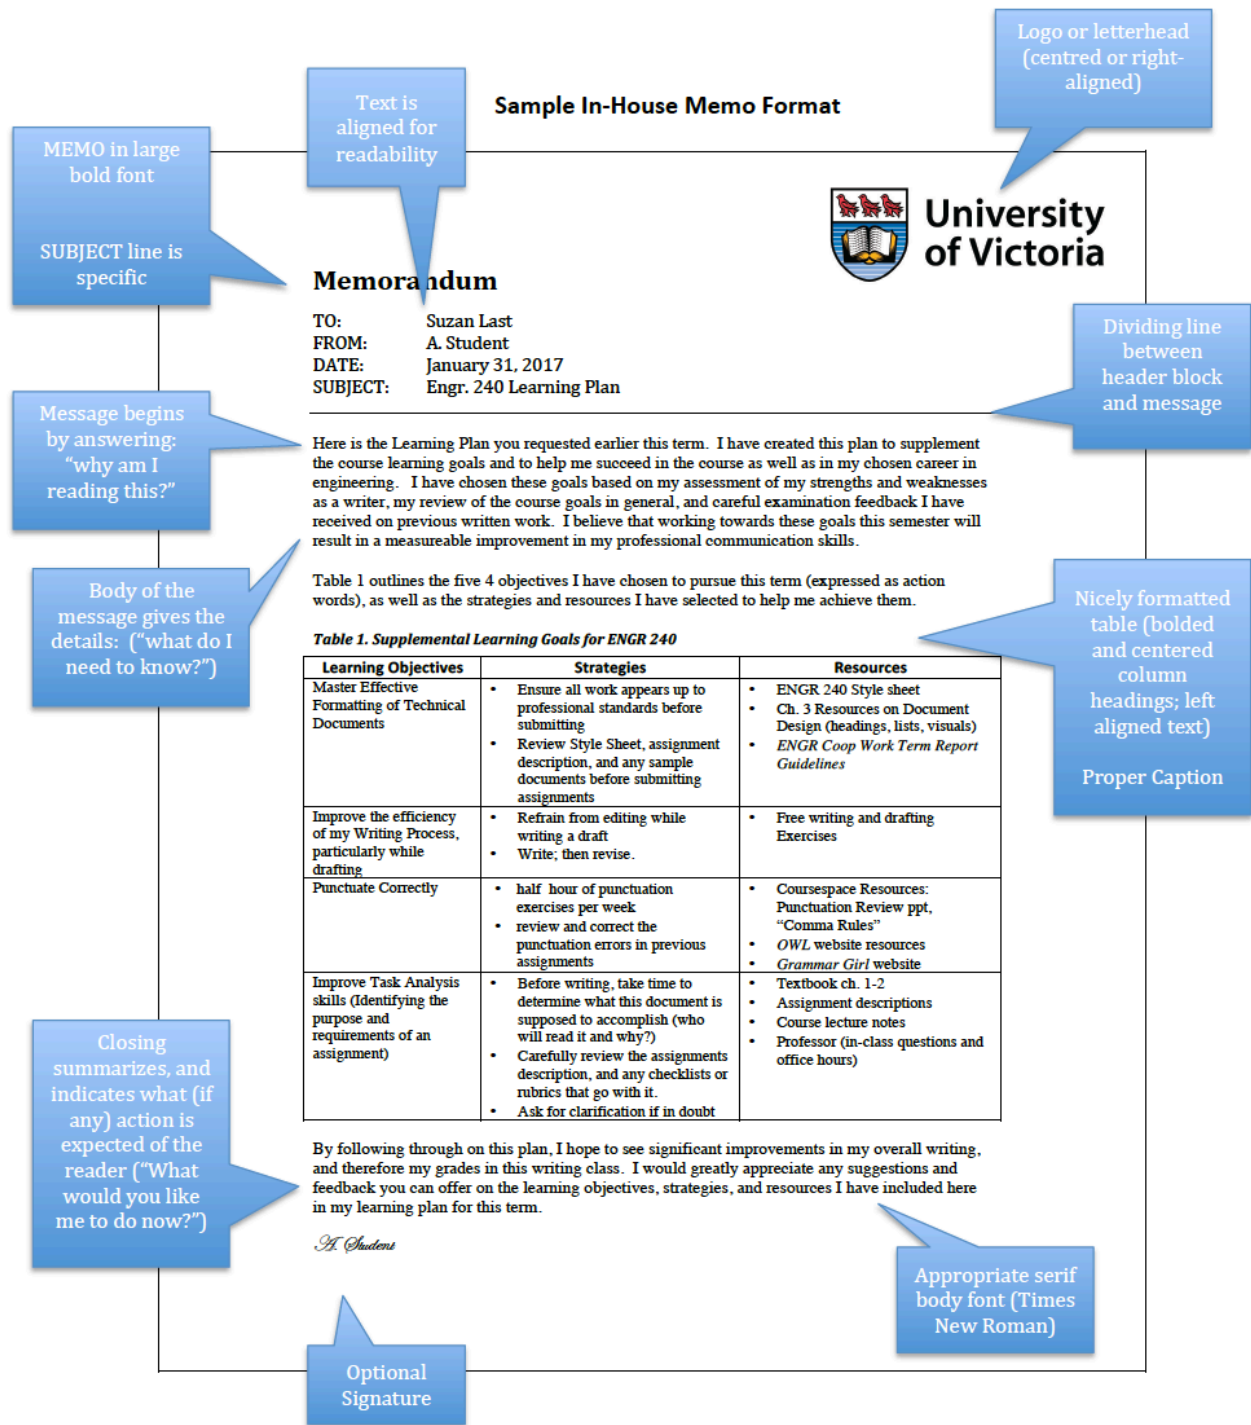 Sample In-House Memo Format
Logo or letterhead
(centred or right-
aligned)
Text is
aligned for
readability
MEMO in large
bold font
SUBJECT line is
specific
University
of Victoria
Memorandum
TO: Suzan Last
FROM: A. Student
DATE: January 31, 2017
SUBJECT: Engr. 240 Learning Plan
Dividing line
between
header block
and message
Message begins
by answering:
“why am I
reading this?”
Here is the Learning Plan you requested earlier this term. I have created this plan to supplement
the course learning goals and to help me succeed in the course as well as in my chosen career in
engineering. I have chosen these goals based on my assessment of my strengths and weaknesses
as a writer, my review of the course goals in general, and careful examination feedback I have
received on previous written work. I believe that working towards these goals this semester will
result in a measureable improvement in my professional communication skills.
Body of the
message gives the
details: (“what do I
need to know?”)
Table 1 outlines the five 4 objectives I have chosen to pursue this term (expressed as action
words), as well as the strategies and resources I have selected to help me achieve them.
Nicely formatted
table (bolded
and centered
column
headings; left
aligned text)
Proper Caption
Table 1. Supplemental Learning Goals for ENGR 240
Learning Objectives Strategies Resources
Master Effective
Formatting of Technical
Documents
• Ensure all work appears up to
professional standards before
submitting
• Review Style Sheet, assignment
description, and any sample
documents before submitting
assignments
• ENGR 240 Style sheet
• Ch. 3 Resources on Document
Design (headings, lists, visuals)
• ENGR Coop Work Term Report
Guidelines
Improve the efficiency
of my Writing Process,
particularly while
drafting
• Refrain from editing while
writing a draft
• Write; then revise.
• Free writing and drafting
Exercises
Punctuate Correctly
• half hour of punctuation
exercises per week
• review and correct the
punctuation errors in previous
assignments
• Coursespace Resources:
Punctuation Review ppt,
“Comma Rules”
• OWL website resources
• Grammar Girl website
Improve Task Analysis
skills (Identifying the
purpose and
requirements of an
assignment)
• Before writing, take time to
determine what this document is
supposed to accomplish (who
will read it and why?)
• Carefully review the assignments
description, and any checklists or
rubrics that go with it.
• Ask for clarification if in doubt
• Textbook ch. 1-2
• Assignment descriptions
• Course lecture notes
• Professor (in-class questions and
office hours)
Closing
summarizes, and
indicates what (if
any) action is
expected of the
reader (“What
would you like
me to do now?”)
By following through on this plan, I hope to see significant improvements in my overall writing,
and therefore my grades in this writing class. I would greatly appreciate any suggestions and
feedback you can offer on the learning objectives, strategies, and resources I have included here
in my learning plan for this term.
A. Student
Appropriate serif
body font (Times
New Roman)
Optional
Signature